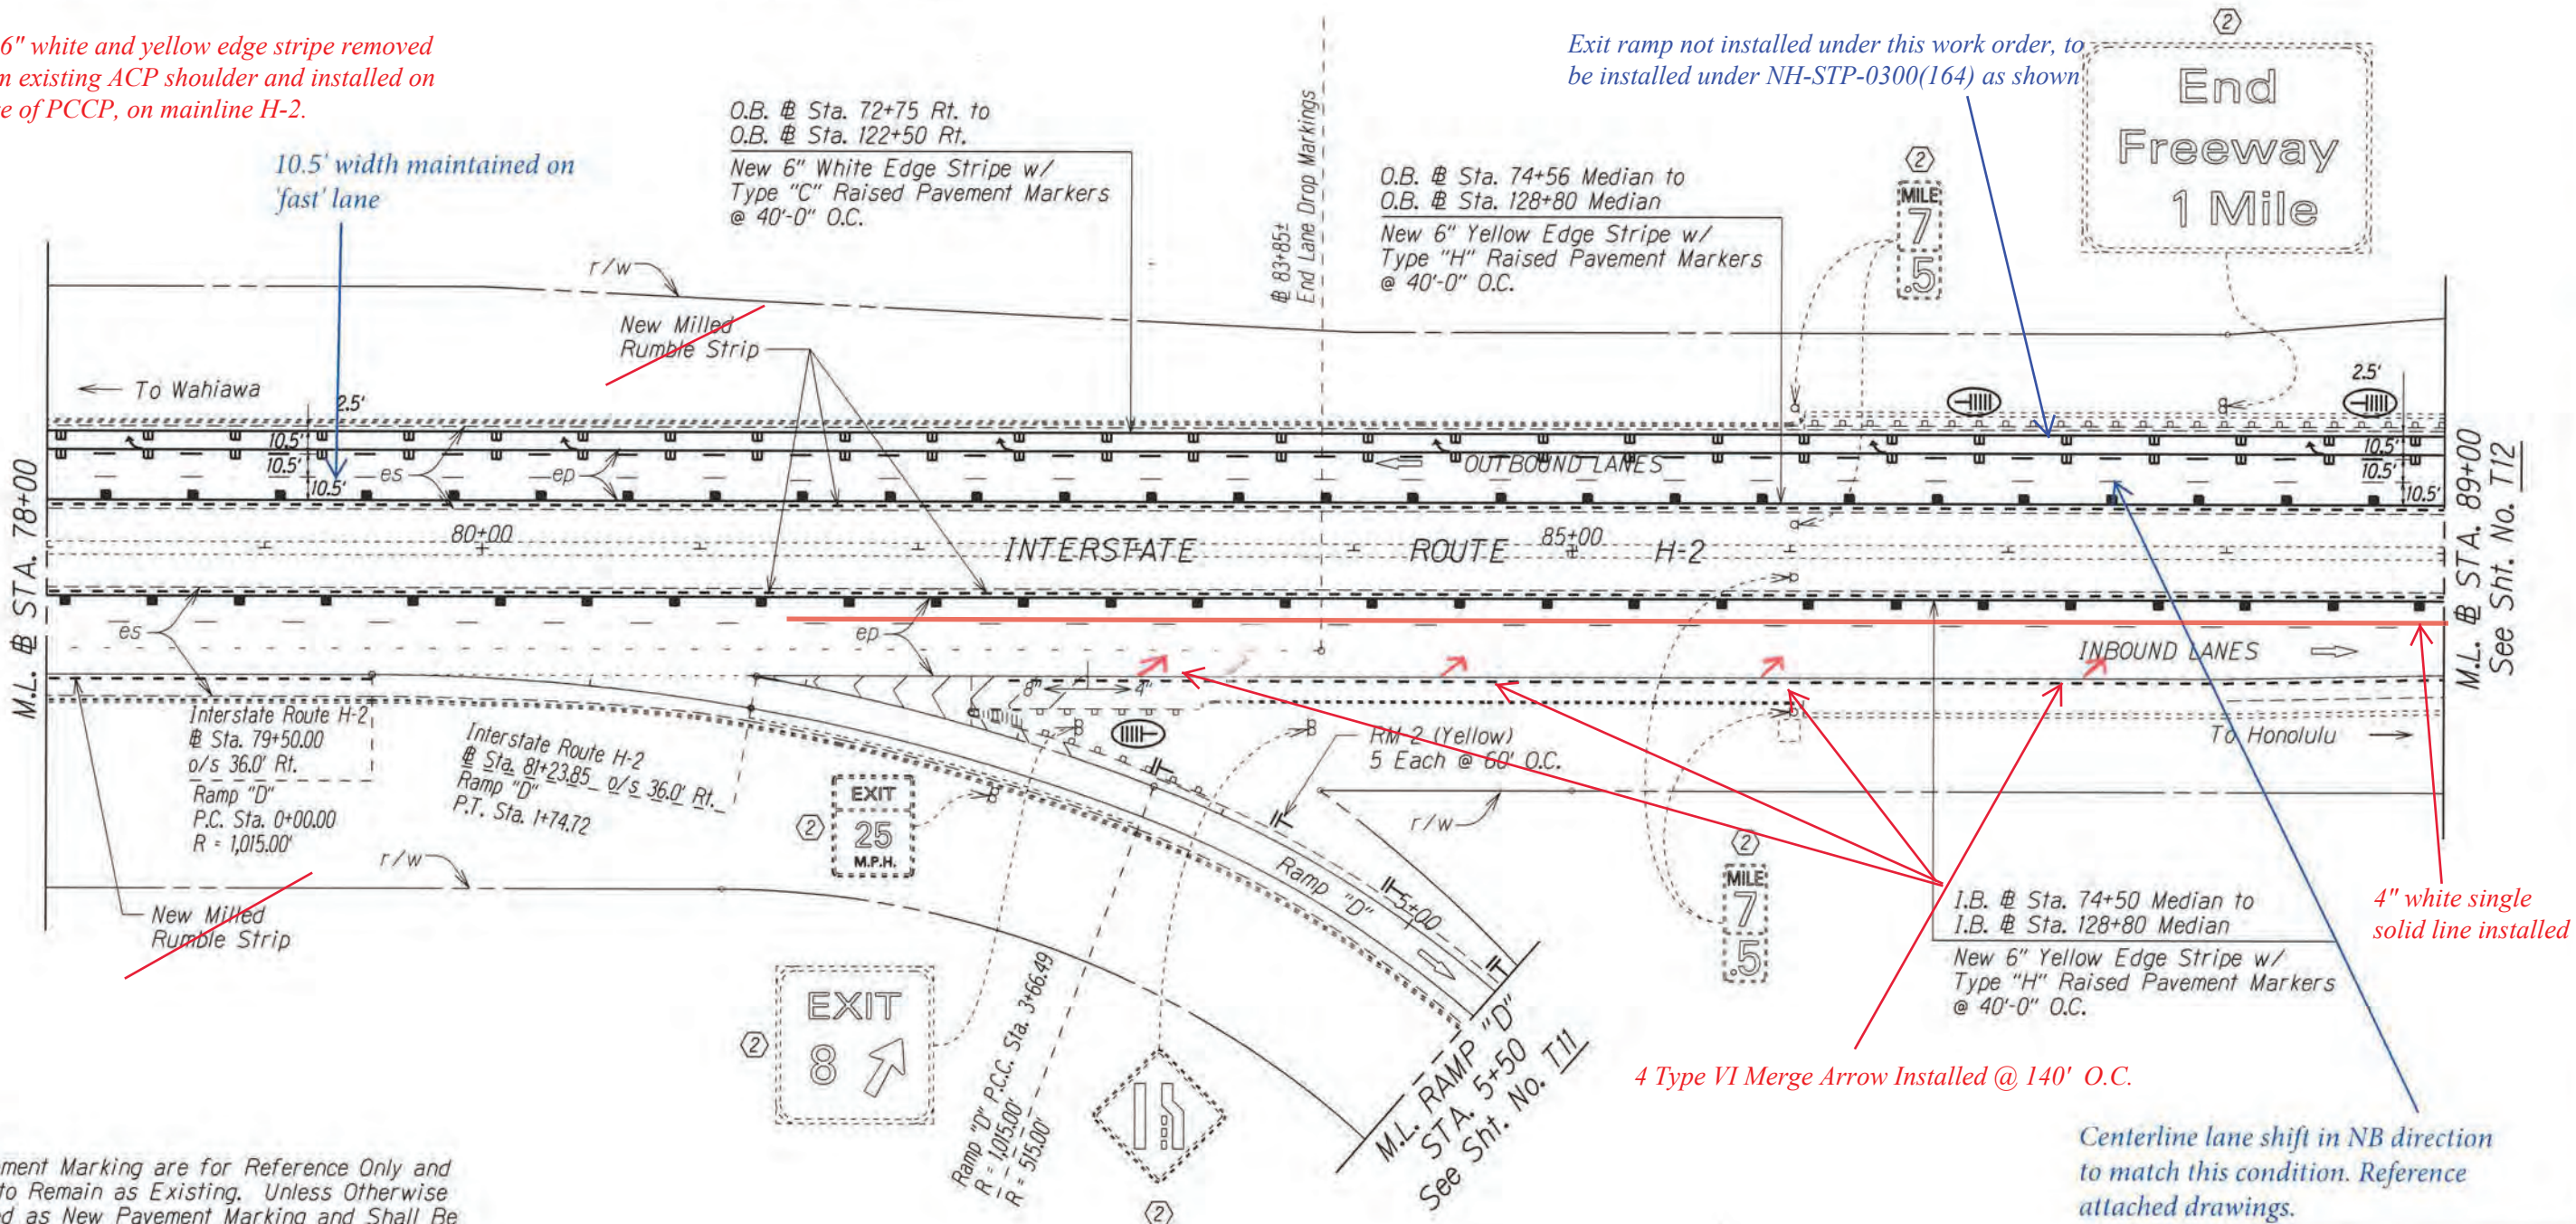 6" white and yellow edge stripe removed
existing ACP shoulder and installed on
of PCCP, on mainline H-2.
10.5' width maintained on
'fast' lane
O.B. ⅊ Sta. 72+75 Rt. to
O.B. ⅊ Sta. 122+50 Rt.
New 6" White Edge Stripe w/
Type "C" Raised Pavement Markers
@ 40'-0" O.C.
⅊ 83+85±
End Lane Drop Markings
O.B. ⅊ Sta. 74+56 Median to
O.B. ⅊ Sta. 128+80 Median
New 6" Yellow Edge Stripe w/
Type "H" Raised Pavement Markers
@ 40'-0" O.C.
Exit ramp not installed under this work order, to
be installed under NH-STP-0300(164) as shown
2
End
Freeway
1 Mile
2
MILE
7
.5
r/w
New Milled
Rumble Strip
To Wahiawa
2.5'
10.5'
10.5'
10.5'
es
ep
OUTBOUND LANES
2.5'
10.5'
10.5'
10.5'
M.L. ⅊ STA. 78+00
80+00
INTERSTATE ROUTE H-2
85+00
M.L. ⅊ STA. 89+00
See Sht. No. T12
es
ep
INBOUND LANES
8"
4"
To Honolulu
Interstate Route H-2
⅊ Sta. 79+50.00
o/s 36.0' Rt.
Ramp "D"
P.C. Sta. 0+00.00
R = 1,015.00'
Interstate Route H-2
⅊ Sta. 81+23.85 o/s 36.0' Rt.
Ramp "D"
P.T. Sta. 1+74.72
RM-2 (Yellow)
5 Each @ 60' O.C.
r/w
r/w
New Milled
Rumble Strip
2
EXIT
25
M.P.H.
Ramp "D"
5+00
2
MILE
7
.5
I.B. ⅊ Sta. 74+50 Median to
I.B. ⅊ Sta. 128+80 Median
New 6" Yellow Edge Stripe w/
Type "H" Raised Pavement Markers
@ 40'-0" O.C.
4" white single
solid line installed
2
EXIT
8
Ramp "D" P.C.C. Sta. 3+66.49
R = 1,015.00'
R = 515.00'
2
M.L. RAMP "D"
STA. 5+50
See Sht. No. T11
4 Type VI Merge Arrow Installed @ 140' O.C.
Centerline lane shift in NB direction
to match this condition. Reference
attached drawings.
Marking are for Reference Only and
to Remain as Existing. Unless Otherwise
as New Pavement Marking and Shall Be